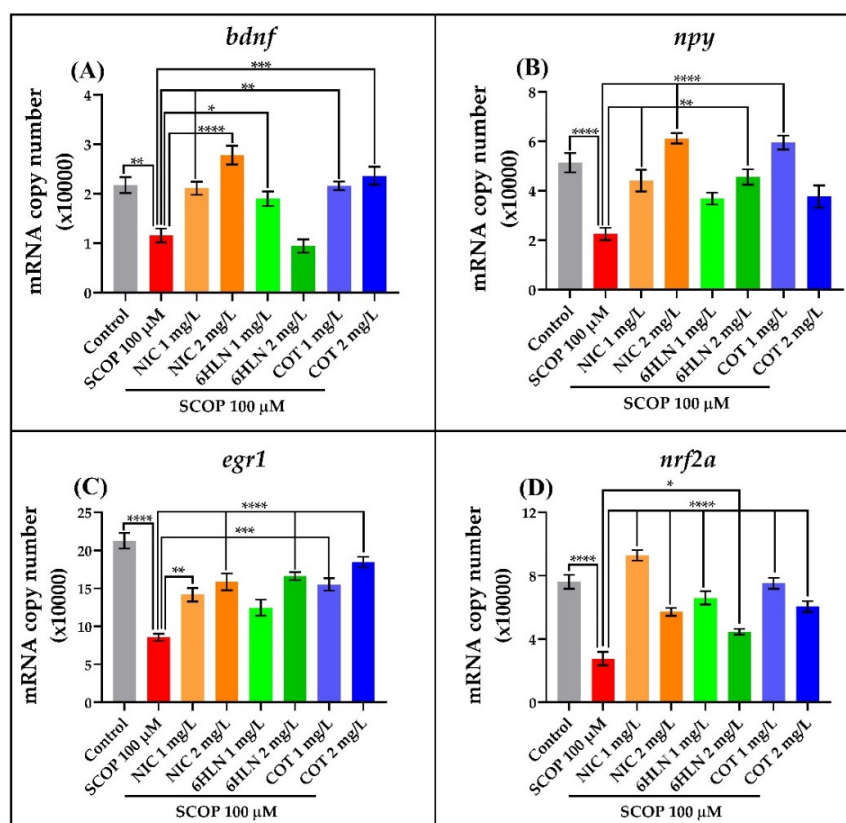 bdnf
(A)
mRNA copy number
(x10000)
4
3
2
1
0
***
**
*
****
**
Control
SCOP 100 µM
NIC 1 mg/L
NIC 2 mg/L
6HLN 1 mg/L
6HLN 2 mg/L
COT 1 mg/L
COT 2 mg/L
SCOP 100 µM
npy
(B)
mRNA copy number
(x10000)
8
6
4
2
0
****
**
****
Control
SCOP 100 µM
NIC 1 mg/L
NIC 2 mg/L
6HLN 1 mg/L
6HLN 2 mg/L
COT 1 mg/L
COT 2 mg/L
SCOP 100 µM
egr1
(C)
mRNA copy number
(x10000)
25
20
15
10
5
0
****
****
***
**
Control
SCOP 100 µM
NIC 1 mg/L
NIC 2 mg/L
6HLN 1 mg/L
6HLN 2 mg/L
COT 1 mg/L
COT 2 mg/L
SCOP 100 µM
nrf2a
(D)
mRNA copy number
(x10000)
12
9
6
3
0
*
****
****
Control
SCOP 100 µM
NIC 1 mg/L
NIC 2 mg/L
6HLN 1 mg/L
6HLN 2 mg/L
COT 1 mg/L
COT 2 mg/L
SCOP 100 µM